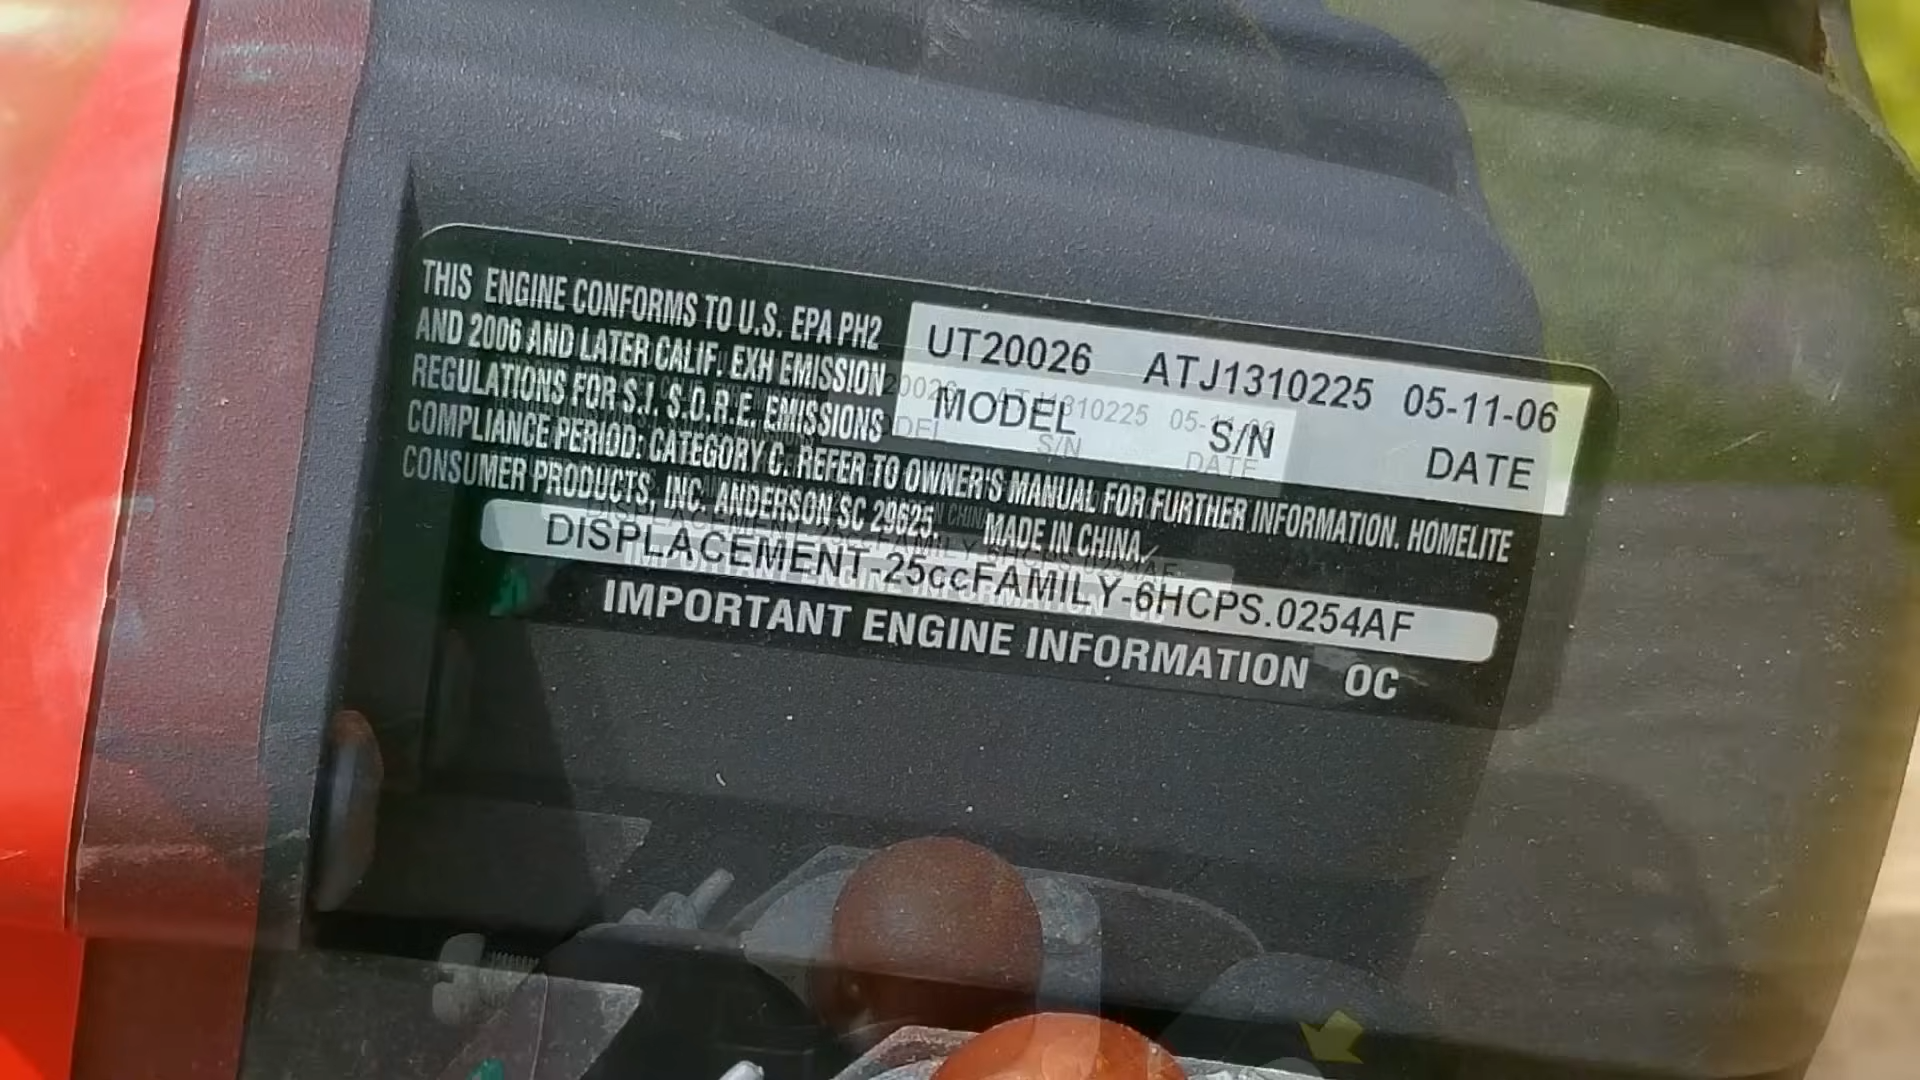 THIS ENGINE CONFORMS TO U.S. EPA PH2
AND 2006 AND LATER CALIF. EXH EMISSION
REGULATIONS FOR S.I. S.O.R.E. EMISSIONS
COMPLIANCE PERIOD: CATEGORY C. REFER TO OWNER'S MANUAL FOR FURTHER INFORMATION. HOMELITE
CONSUMER PRODUCTS, INC. ANDERSON SC 29625. MADE IN CHINA.
UT20026 ATJ1310225 05-11-06
MODEL S/N DATE
DISPLACEMENT-25ccFAMILY-6HCPS.0254AF
IMPORTANT ENGINE INFORMATION OC